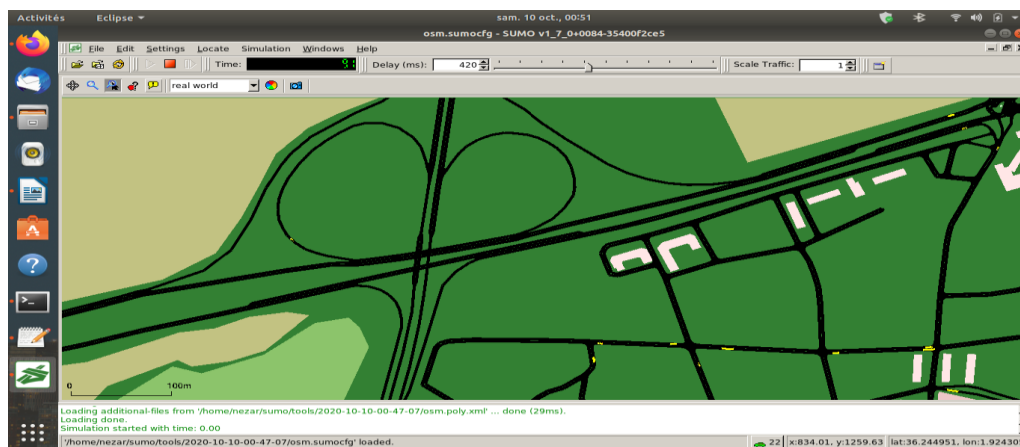 Activités Eclipse sam. 10 oct., 00:51
osm.sumocfg - SUMO v1_7_0+0084-35400f2ce5
File Edit Settings Locate Simulation Windows Help
Time: 91 Delay (ms): 420 Scale Traffic: 1
real world
0 100m
Loading additional-files from '/home/nezar/sumo/tools/2020-10-10-00-47-07/osm.poly.xml' ... done (29ms).
Loading done.
Simulation started with time: 0.00
'/home/nezar/sumo/tools/2020-10-10-00-47-07/osm.sumocfg' loaded. 22 x:834.01, y:1259.63 lat:36.244951, lon:1.92430